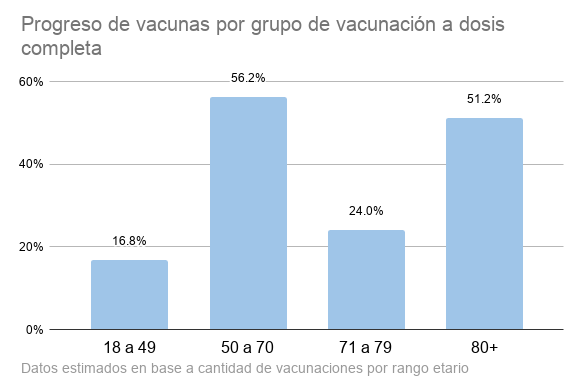 Progreso de vacunas por grupo de vacunación a dosis
completa
60%
40%
20%
0%
16.8%
56.2%
24.0%
51.2%
18 a 49
50 a 70
71 a 79
80+
Datos estimados en base a cantidad de vacunaciones por rango etario